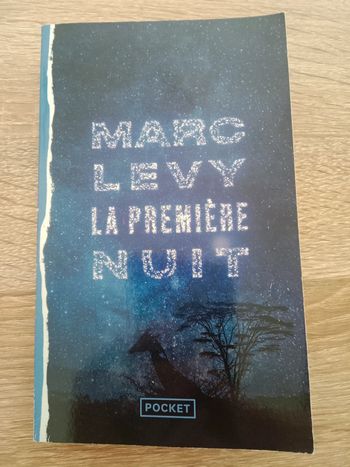 MARC
LEVY
LA PREMIÈRE
NUIT
POCKET